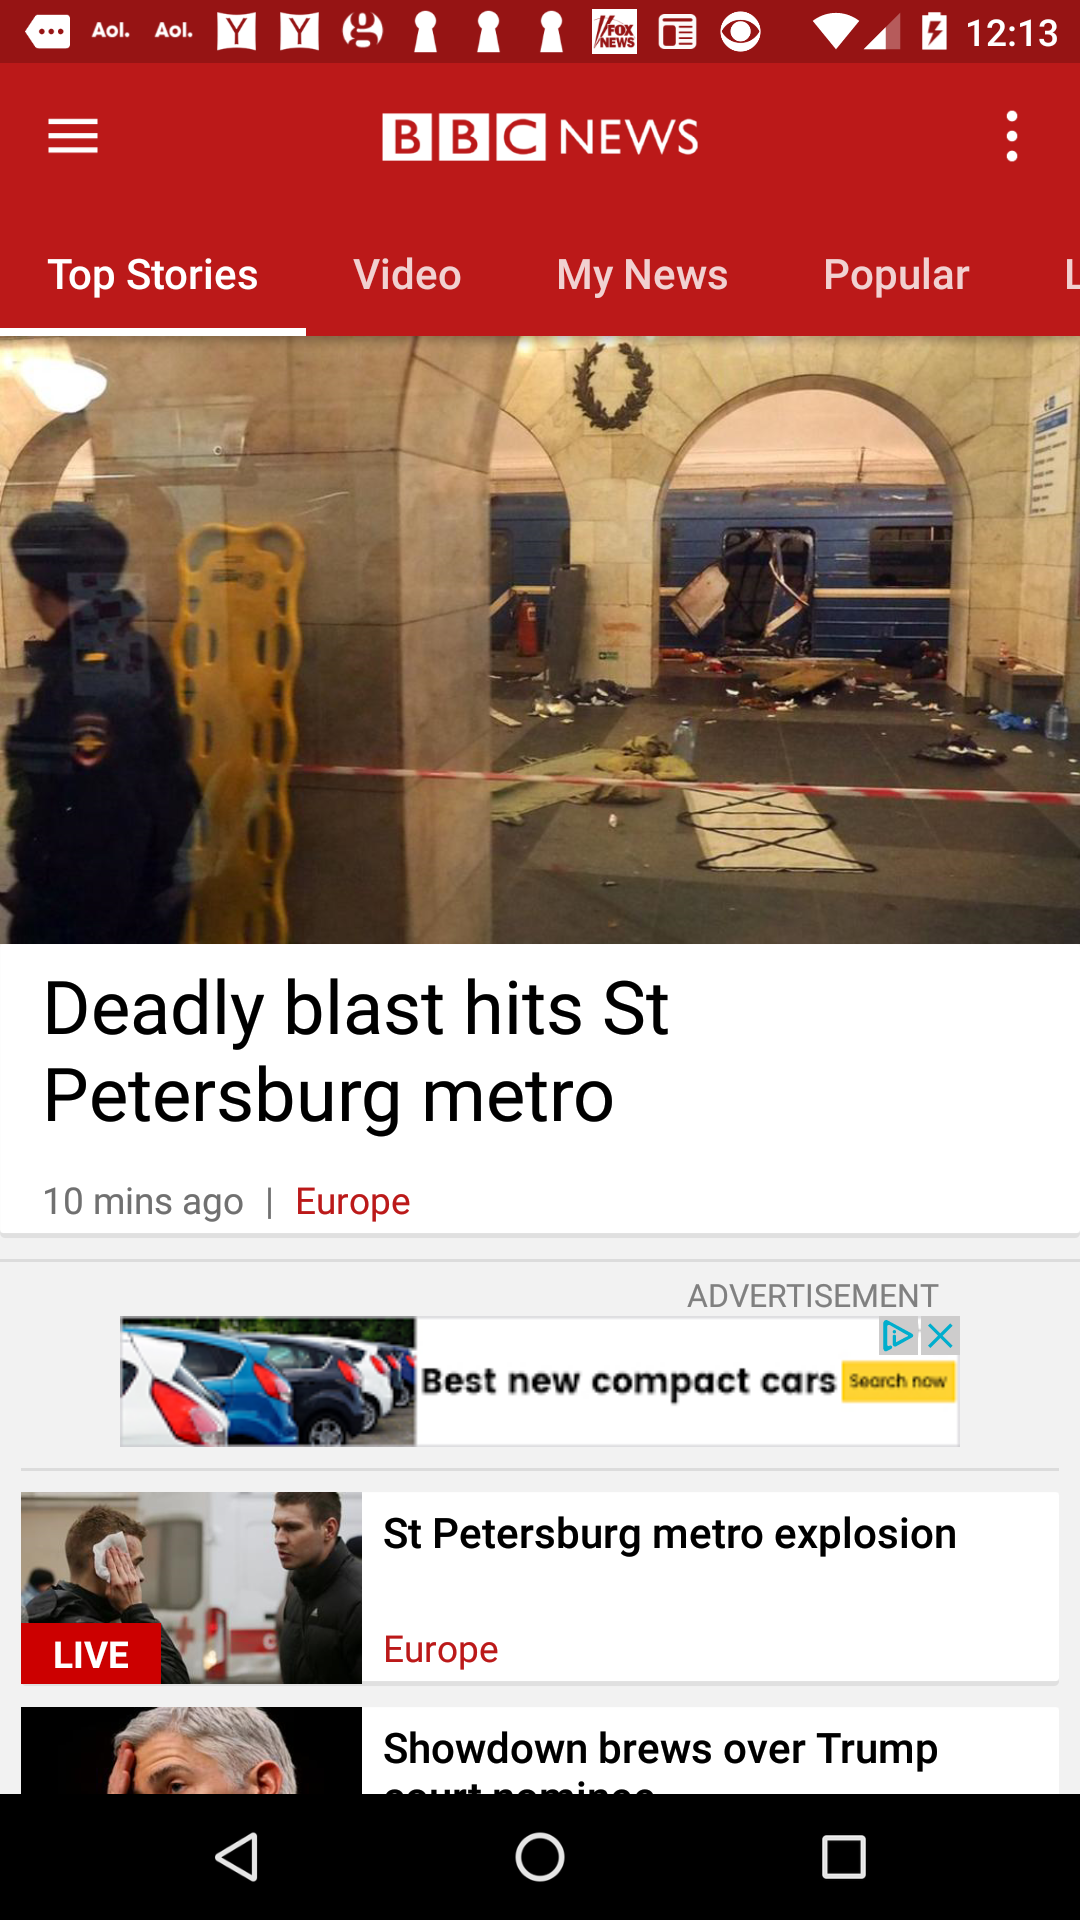 Aol. Aol. Y Y g FOX NEWS 12:13
BBC NEWS
Top Stories Video My News Popular L
Deadly blast hits St
Petersburg metro
10 mins ago | Europe
ADVERTISEMENT
Best new compact cars Search now
St Petersburg metro explosion
LIVE
Europe
Showdown brews over Trump
court nominee